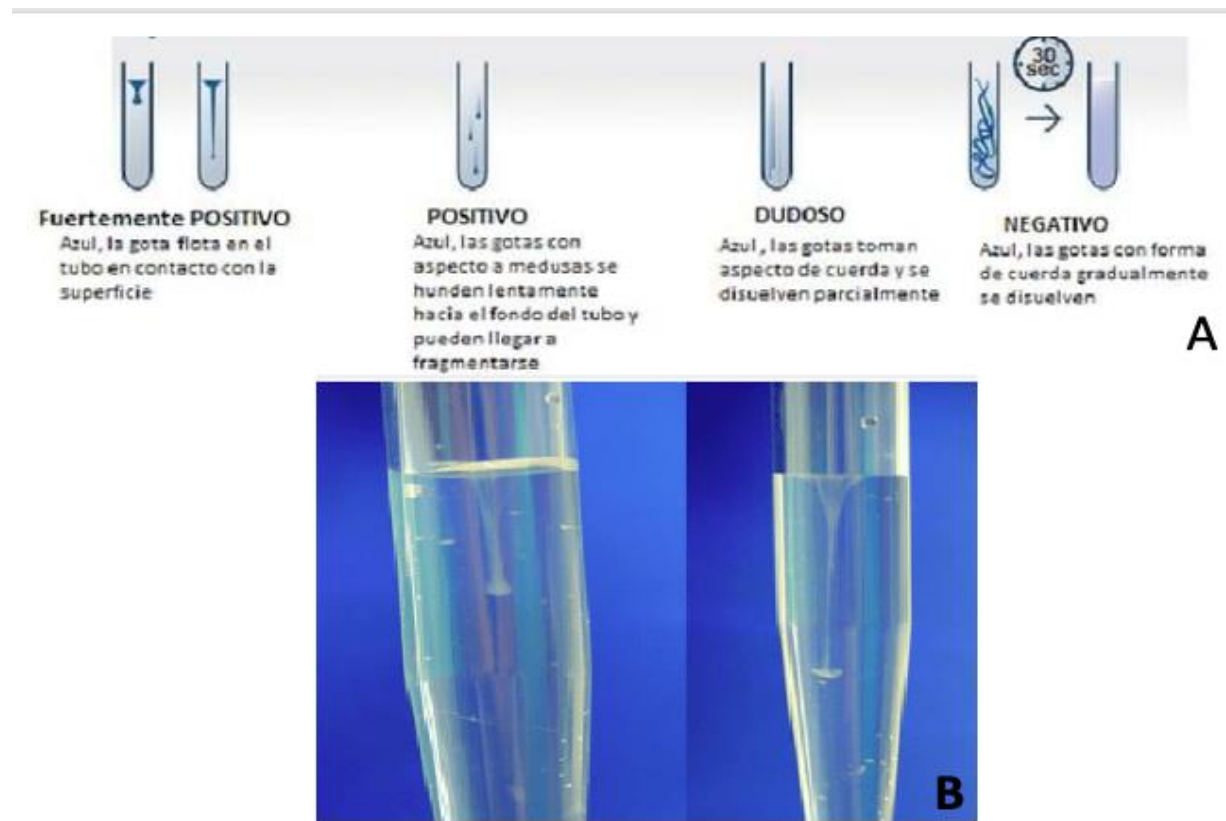 30
sec
Fuertemente POSITIVO
Azul, la gota flota en el
tubo en contacto con la
superficie
POSITIVO
Azul, las gotas con
aspecto a medusas se
hunden lentamente
hacia el fondo del tubo y
pueden llegar a
fragmentarse
DUDOSO
Azul, las gotas toman
aspecto de cuerda y se
disuelven parcialmente
NEGATIVO
Azul, las gotas con forma
de cuerda gradualmente
se disuelven
A
B